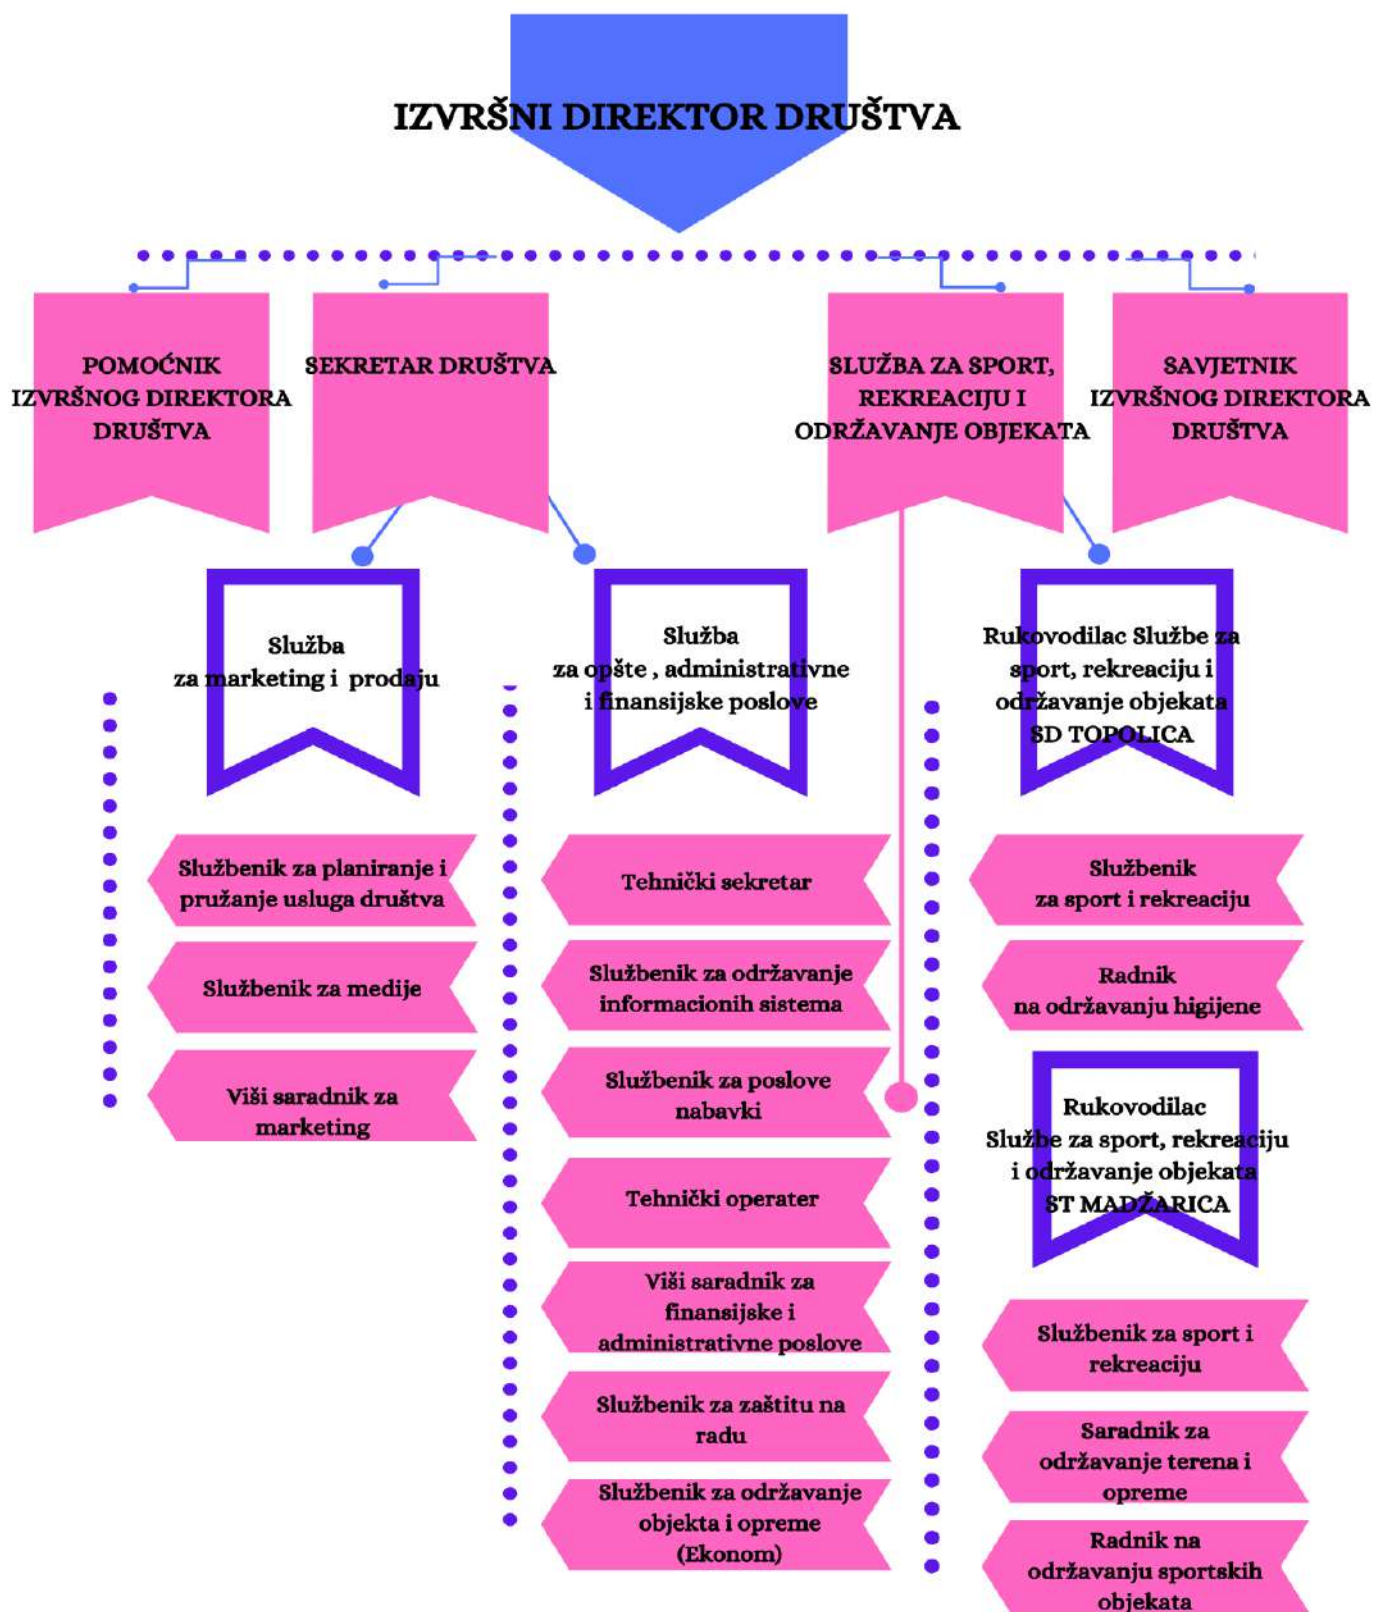 IZVRŠNI DIREKTOR DRUŠTVA
POMOĆNIK
IZVRŠNOG DIREKTORA
DRUŠTVA
SEKRETAR DRUŠTVA
SLUŽBA ZA SPORT,
REKREACIJU I
ODRŽAVANJE OBJEKATA
SAVJETNIK
IZVRŠNOG DIREKTORA
DRUŠTVA
Služba
za marketing i prodaju
Službenik za planiranje i
pružanje usluga društva
Službenik za medije
Viši saradnik za
marketing
Služba
za opšte , administrativne
i finansijske poslove
Tehnički sekretar
Službenik za održavanje
informacionih sistema
Službenik za poslove
nabavki
Tehnički operater
Viši saradnik za
finansijske i
administrativne poslove
Službenik za zaštitu na
radu
Službenik za održavanje
objekta i opreme
(Ekonom)
Rukovodilac Službe za
sport, rekreaciju i
održavanje objekata
SD TOPOLICA
Službenik
za sport i rekreaciju
Radnik
na održavanju higijene
Rukovodilac
Službe za sport, rekreaciju
i održavanje objekata
ST MADŽARICA
Službenik za sport i
rekreaciju
Saradnik za
održavanje terena i
opreme
Radnik na
održavanju sportskih
objekata